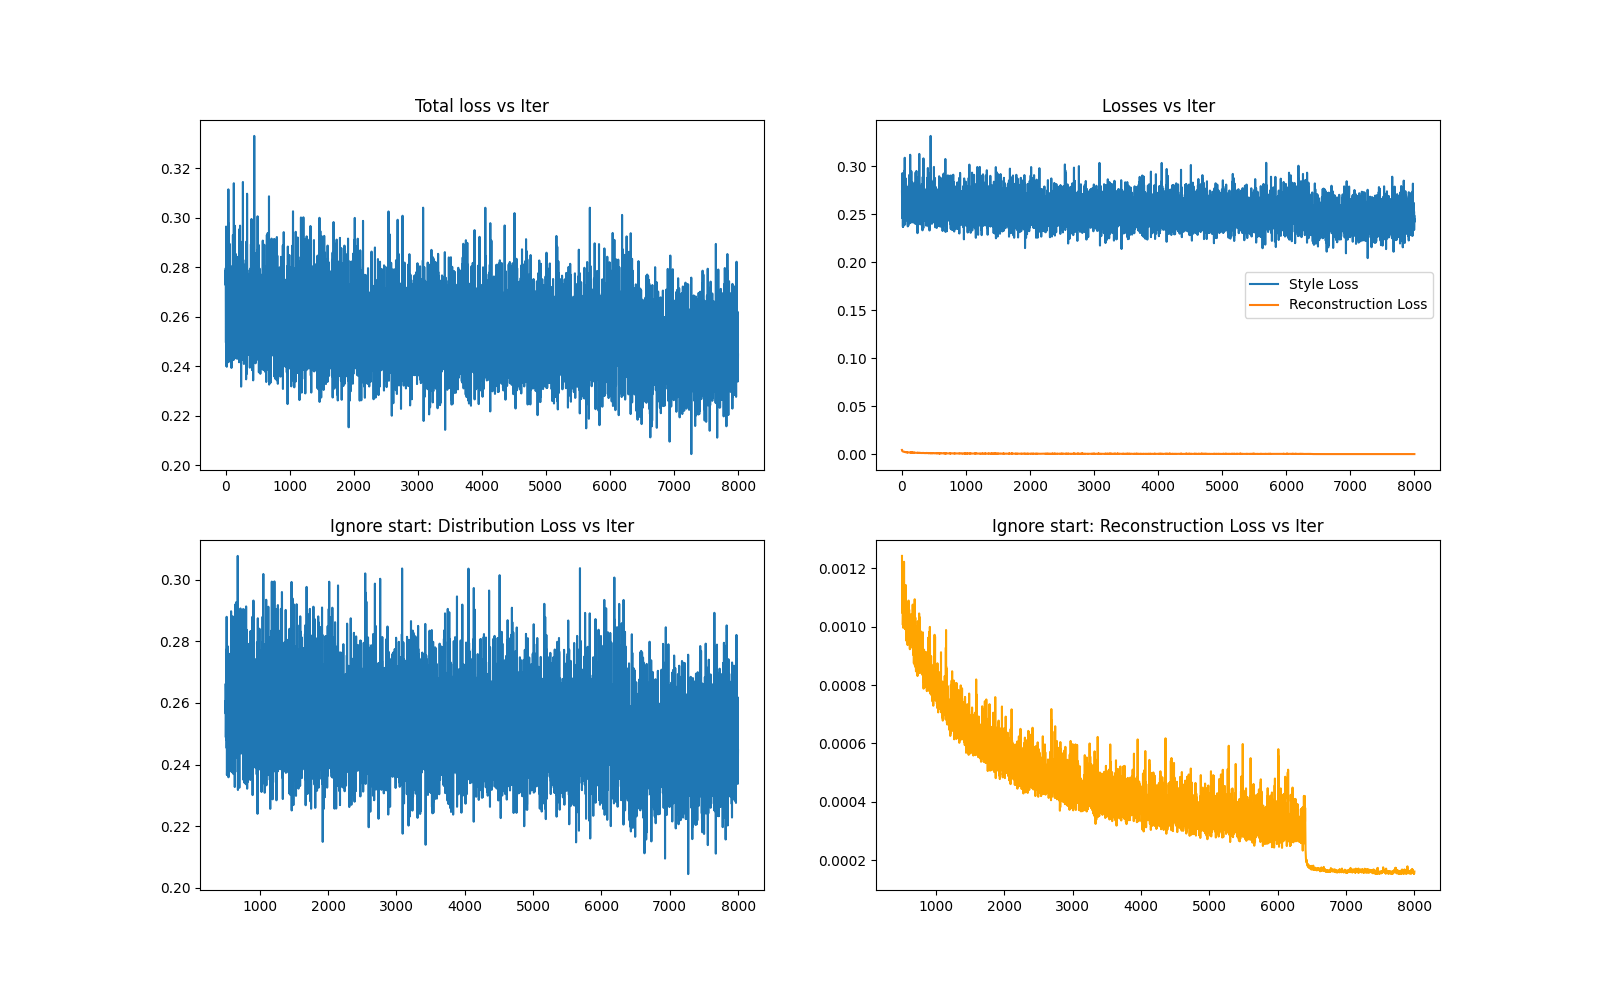 Total loss vs Iter
0.32
0.30
0.28
0.26
0.24
0.22
0.20
0 1000 2000 3000 4000 5000 6000 7000 8000
Losses vs Iter
0.30
0.25
0.20
0.15
0.10
0.05
0.00
Style Loss
Reconstruction Loss
0 1000 2000 3000 4000 5000 6000 7000 8000
Ignore start: Distribution Loss vs Iter
0.30
0.28
0.26
0.24
0.22
0.20
1000 2000 3000 4000 5000 6000 7000 8000
Ignore start: Reconstruction Loss vs Iter
0.0012
0.0010
0.0008
0.0006
0.0004
0.0002
1000 2000 3000 4000 5000 6000 7000 8000